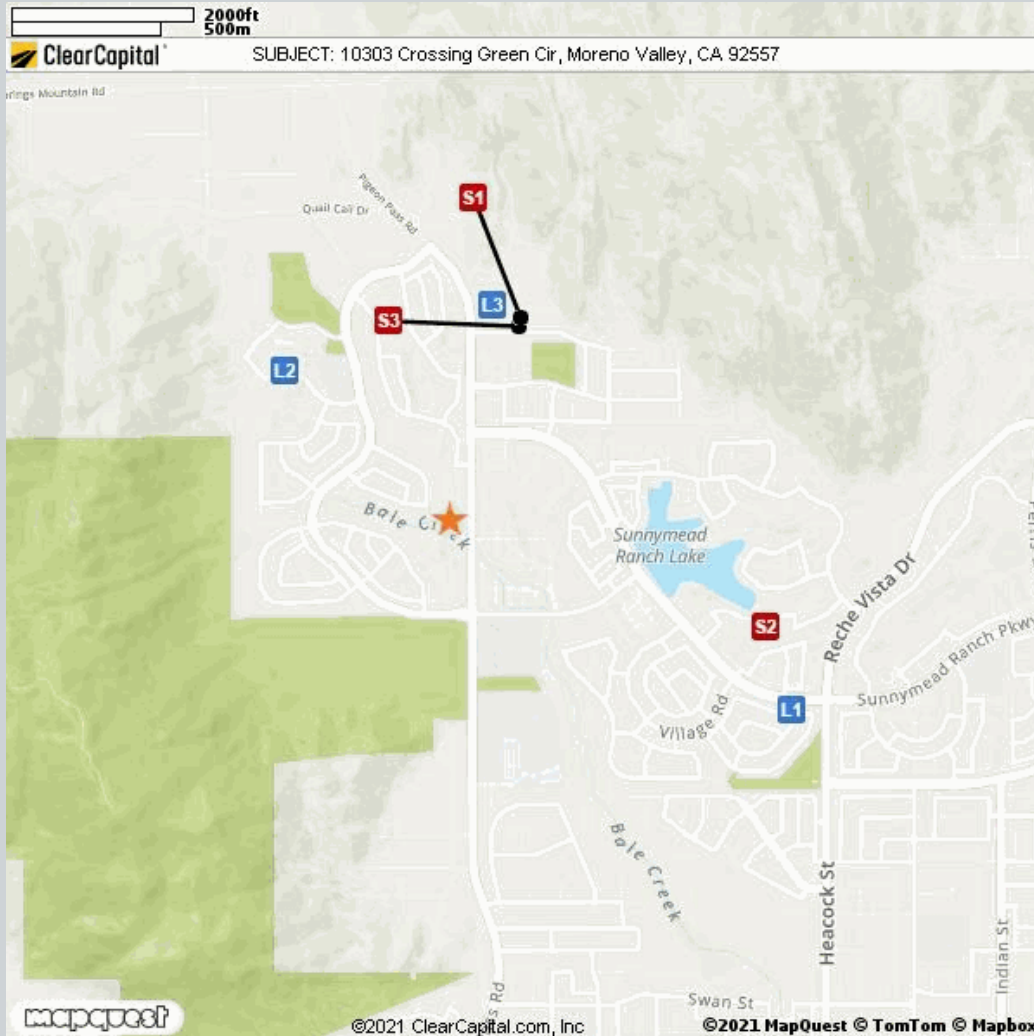 2000ft
500m
ClearCapital
SUBJECT: 10303 Crossing Green Cir, Moreno Valley, CA 92557
rings Mountain Rd
Pigeon Pass Rd
Quail Call Dr
S1
L3
S3
L2
Bale Creek
Sunnymead
Ranch Lake
Reche Vista Dr
S2
Sunnymead Ranch Pkwy
L1
Village Rd
Bale Creek
Heacock St
Indian St
Swan St
s Rd
mapquest
©2021 ClearCapital.com, Inc
©2021 MapQuest © TomTom © Mapbox